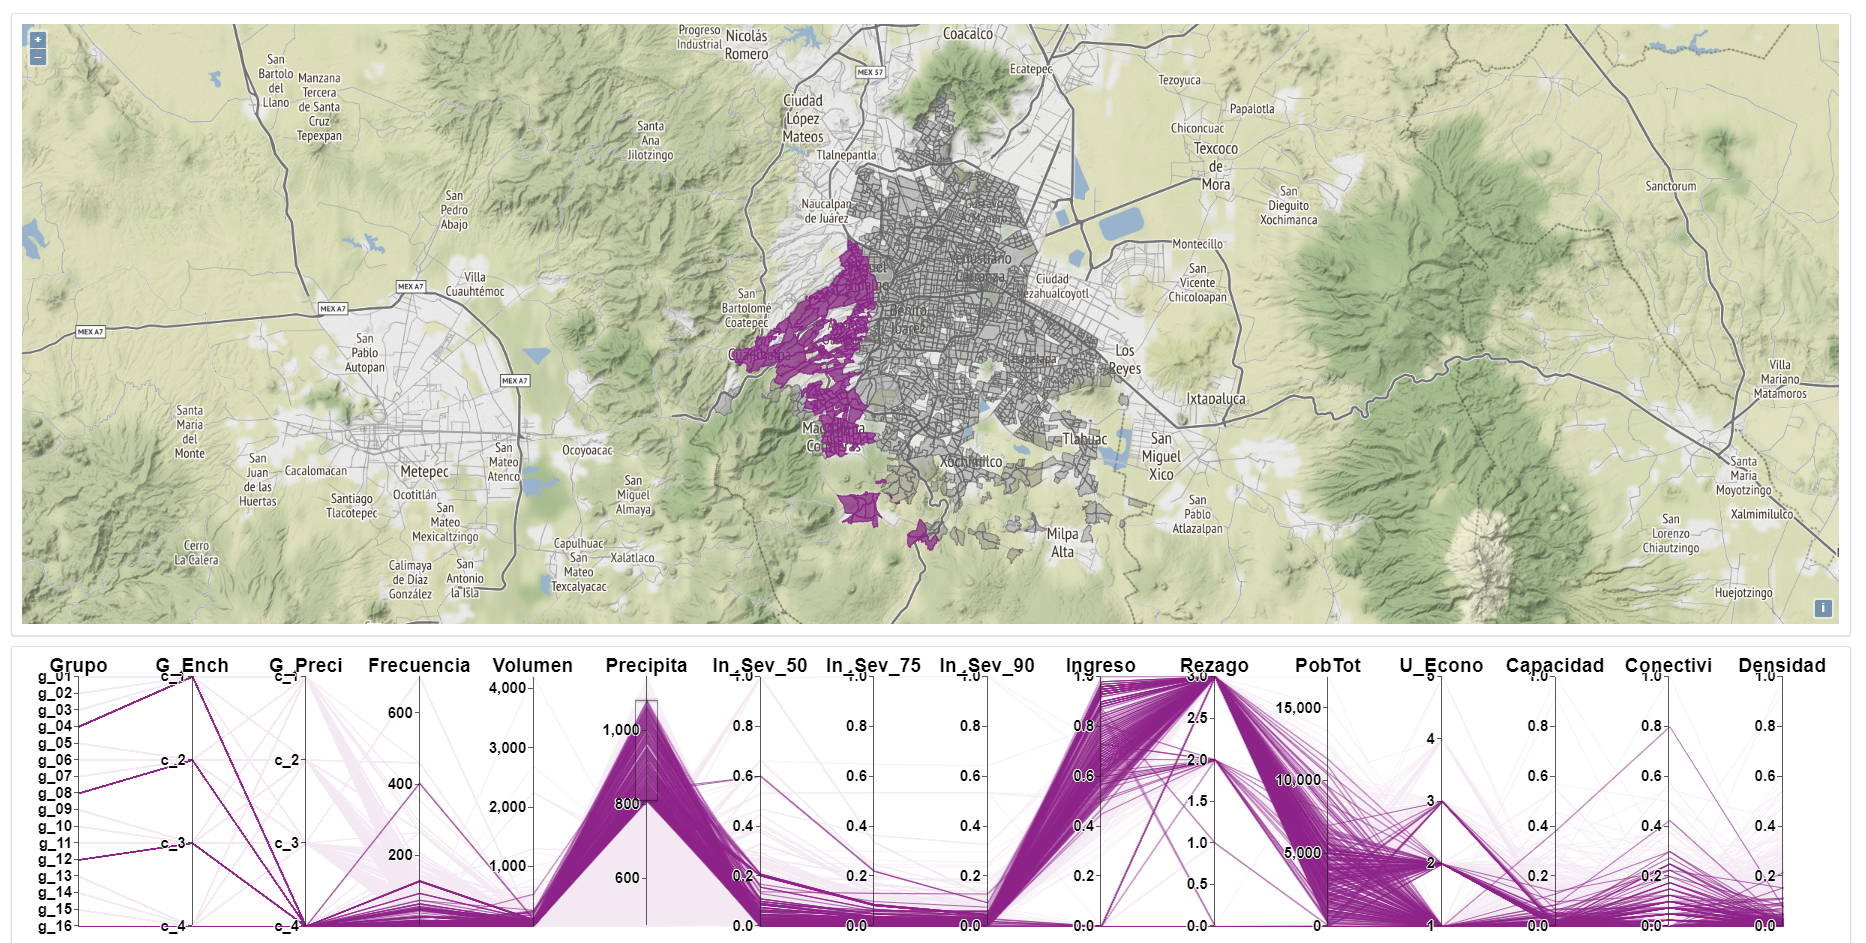 +
−
Progreso
Industrial
Nicolás
Romero
Coacalco
MEX 57
Ecatepec
San
Bartolo
del
Llano
Manzana
Tercera
de Santa
Cruz
Tepexpan
Ciudad
López
Mateos
Tezoyuca
Papalotla
Santa
Ana
Jilotzingo
Tlalnepantla
Chiconcuac
Texcoco
de
Mora
Sanctorum
San
Pedro
Abajo
Naucalpan
de Juárez
Gustavo
A. Madero
San
Dieguito
Xochimanca
Montecillo
Villa
Cuauhtémoc
Venustiano
Carranza
Ciudad
Nezahualcoyotl
San
Vicente
Chicoloapan
MEX A7
MEX A7
MEX A7
San
Bartolomé
Coatepec
Benito
Juárez
San
Pablo
Autopan
Cuajimalpa
Iztapalapa
Los
Reyes
MEX A7
Villa
Mariano
Matamoros
Ixtapaluca
Santa
Maria
del
Monte
Magdalena
Contreras
Tlahuac
San
Miguel
Xico
San
Juan
de las
Huertas
Cacalomacan
Metepec
San
Mateo
Atenco
Ocoyoacac
Xochimilco
Santa
Maria
Moyotzingo
Santiago
Tlacotepec
Ocotitlán
San
Miguel
Almaya
San
Mateo
Mexicaltzingo
San
Pablo
Atlazalpan
Xalmimilulco
Cerro
La Calera
Capulhuac
San
Mateo
Texcalyacac
Xalatlaco
Milpa
Alta
San
Lorenzo
Chiautzingo
Calimaya
de Díaz
González
San
Antonio
la Isla
Huejotzingo
i
Grupo G_Ench G_Preci Frecuencia Volumen Precipita In_Sev_50 In_Sev_75 In_Sev_90 Ingreso Rezago PobTot U_Econo Capacidad Conectivi Densidad
g_01
g_02
g_03
g_04
g_05
g_06
g_07
g_08
g_09
g_10
g_11
g_12
g_13
g_14
g_15
g_16
c_1
c_2
c_3
c_4
c_1
c_2
c_3
c_4
600
400
200
4,000
3,000
2,000
1,000
1,000
800
600
1.0
0.8
0.6
0.4
0.2
0.0
1.0
0.8
0.6
0.4
0.2
0.0
1.0
0.8
0.6
0.4
0.2
0.0
1.0
0.8
0.6
0.4
0.2
0.0
3.0
2.5
2.0
1.5
1.0
0.5
0.0
15,000
10,000
5,000
0
5
4
3
2
1
1.0
0.8
0.6
0.4
0.2
0.0
1.0
0.8
0.6
0.4
0.2
0.0
1.0
0.8
0.6
0.4
0.2
0.0